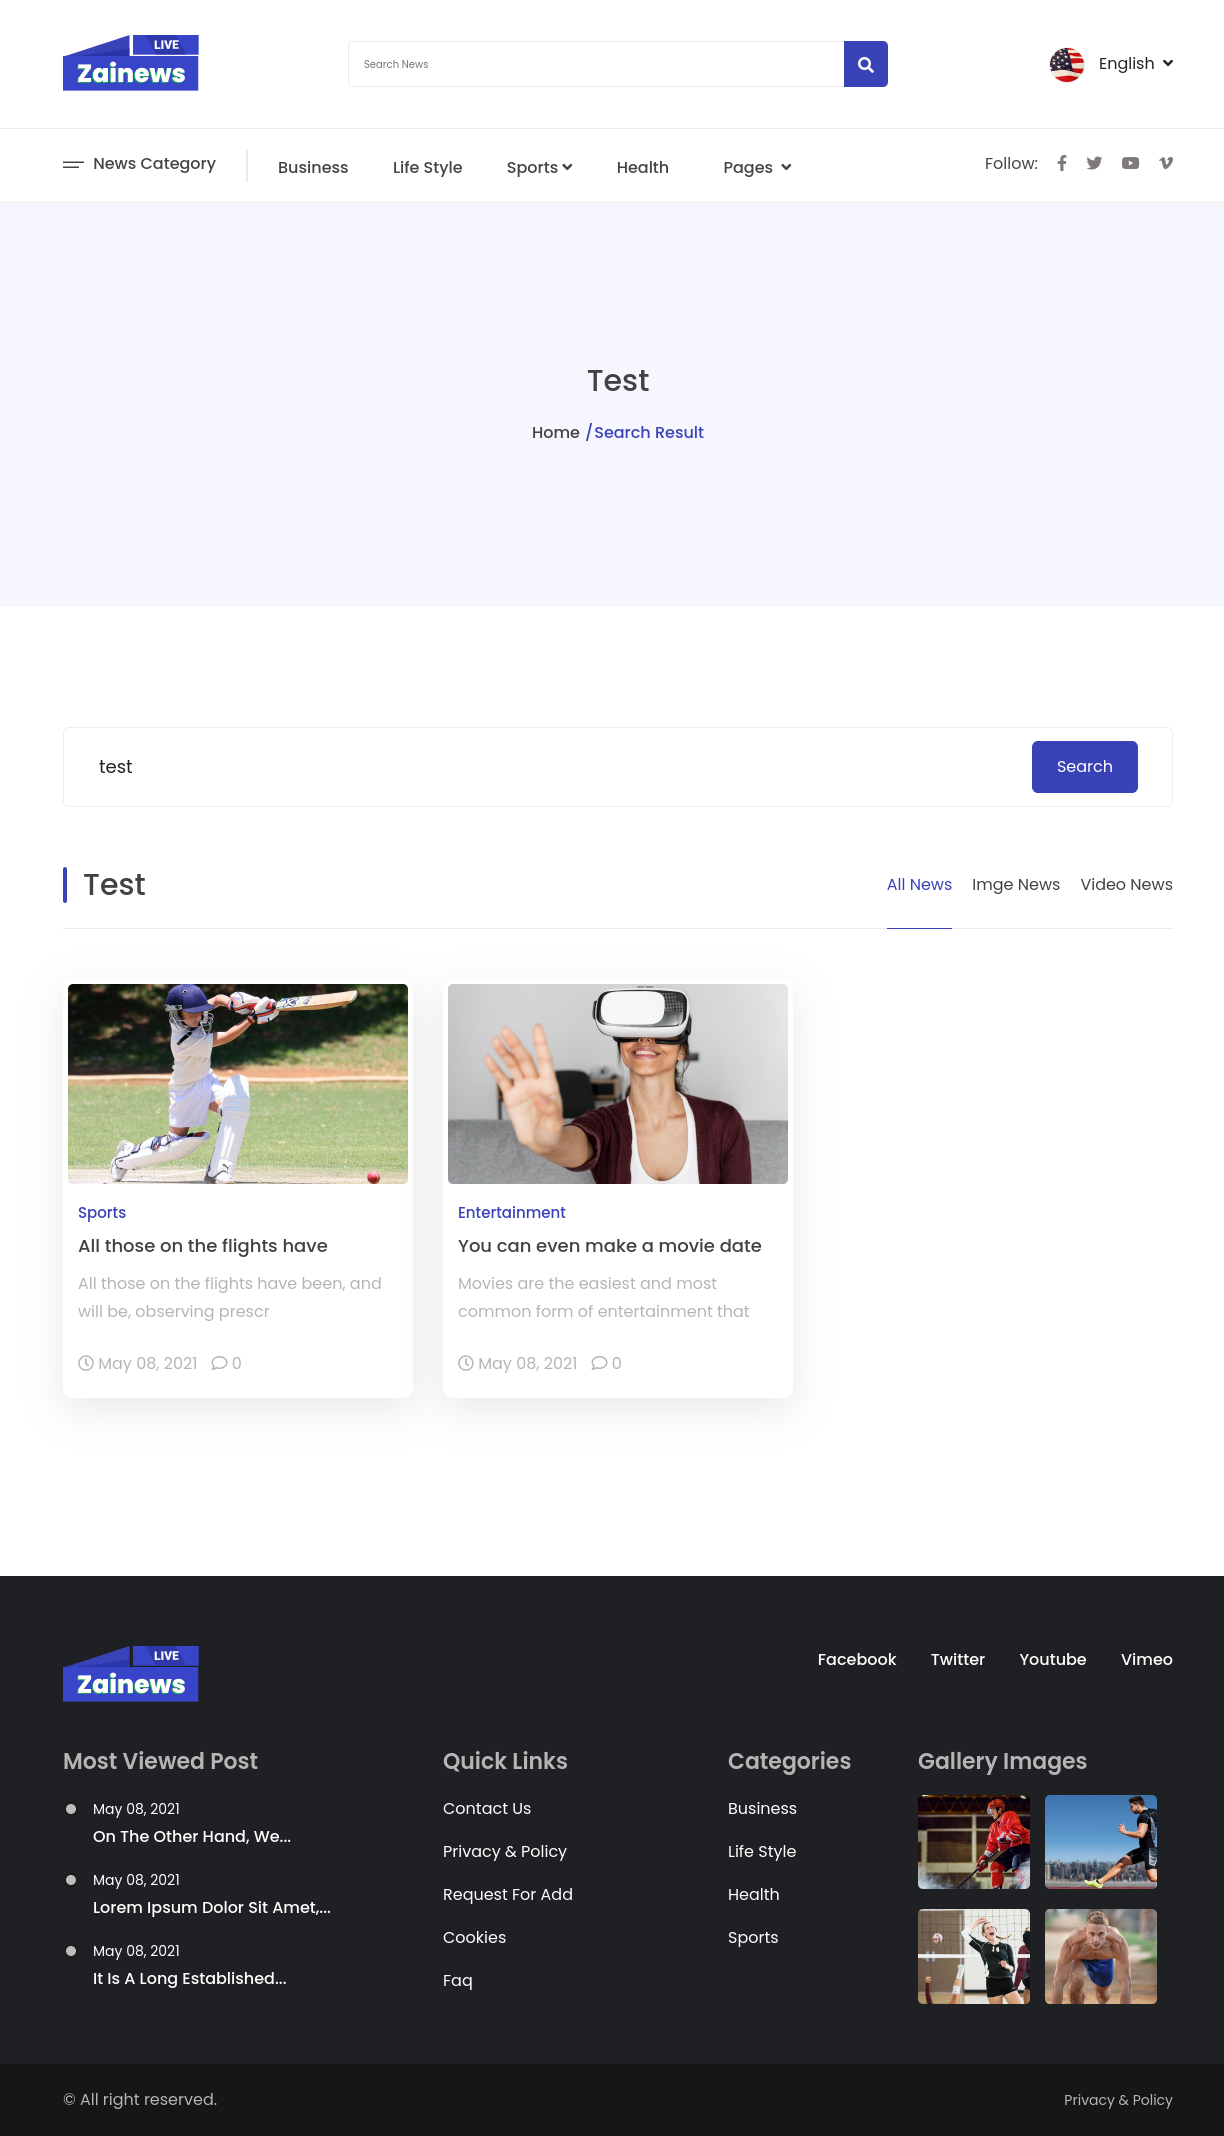 LIVE
Zainews
Search News
English
News Category
Business
Life Style
Sports
Health
Pages
Follow:
Test
Home /Search Result
test
Search
Test
All News
Imge News
Video News
Sports
All those on the flights have
All those on the flights have been, and
will be, observing prescr
May 08, 2021
0
Entertainment
You can even make a movie date
Movies are the easiest and most
common form of entertainment that
May 08, 2021
0
LIVE
Zainews
Facebook
Twitter
Youtube
Vimeo
Most Viewed Post
May 08, 2021
On The Other Hand, We...
May 08, 2021
Lorem Ipsum Dolor Sit Amet,...
May 08, 2021
It Is A Long Established...
Quick Links
Contact Us
Privacy & Policy
Request For Add
Cookies
Faq
Categories
Business
Life Style
Health
Sports
Gallery Images
© All right reserved.
Privacy & Policy